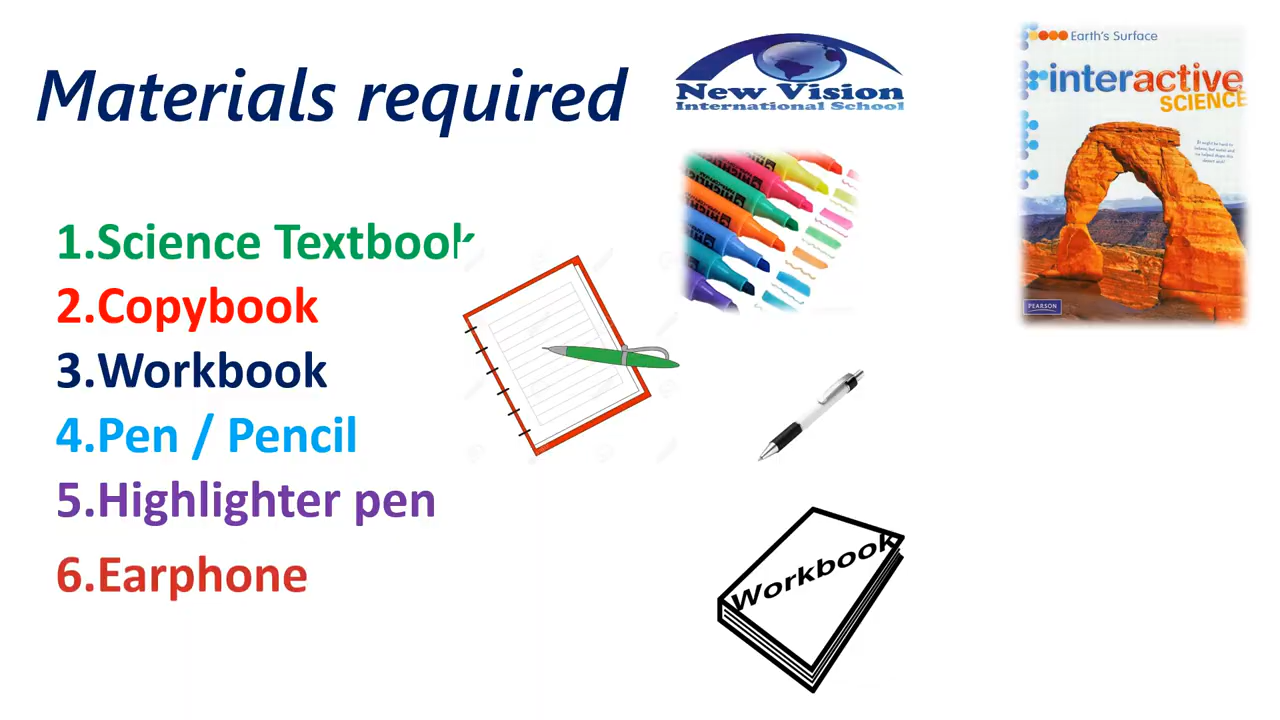 Materials required
New Vision
International School
Earth's Surface
interactive
SCIENCE
1.Science Textbook
2.Copybook
3.Workbook
4.Pen / Pencil
5.Highlighter pen
6.Earphone
PEARSON
Workbook